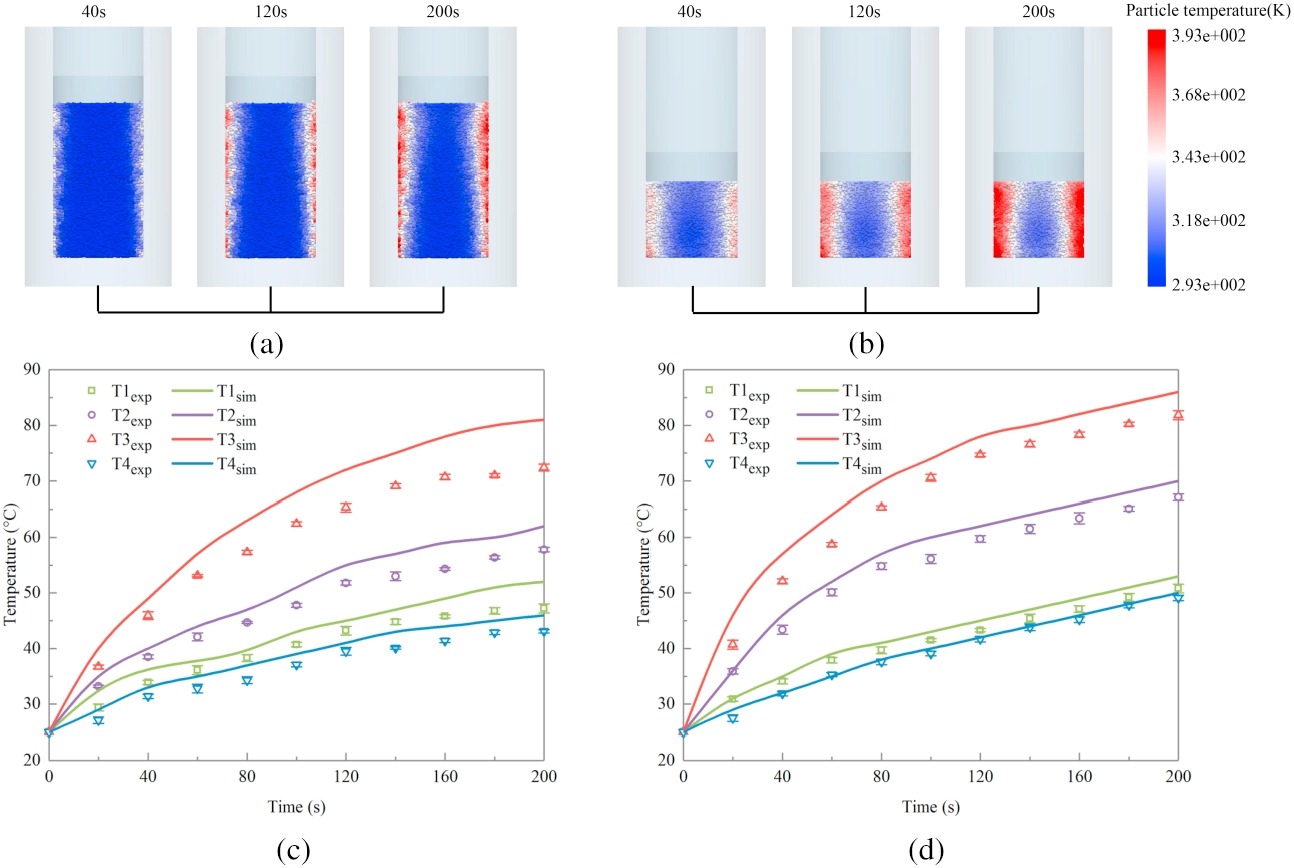 40s 120s 200s 40s 120s 200s Particle temperature(K)
3.93e+002
3.68e+002
3.43e+002
3.18e+002
2.93e+002
(a) (b)
90
80
70
60
50
40
30
20
Temperature (°C)
T1exp T1sim
T2exp T2sim
T3exp T3sim
T4exp T4sim
0 40 80 120 160 200
Time (s)
(c)
90
80
70
60
50
40
30
20
Temperature (°C)
T1exp T1sim
T2exp T2sim
T3exp T3sim
T4exp T4sim
0 40 80 120 160 200
Time (s)
(d)